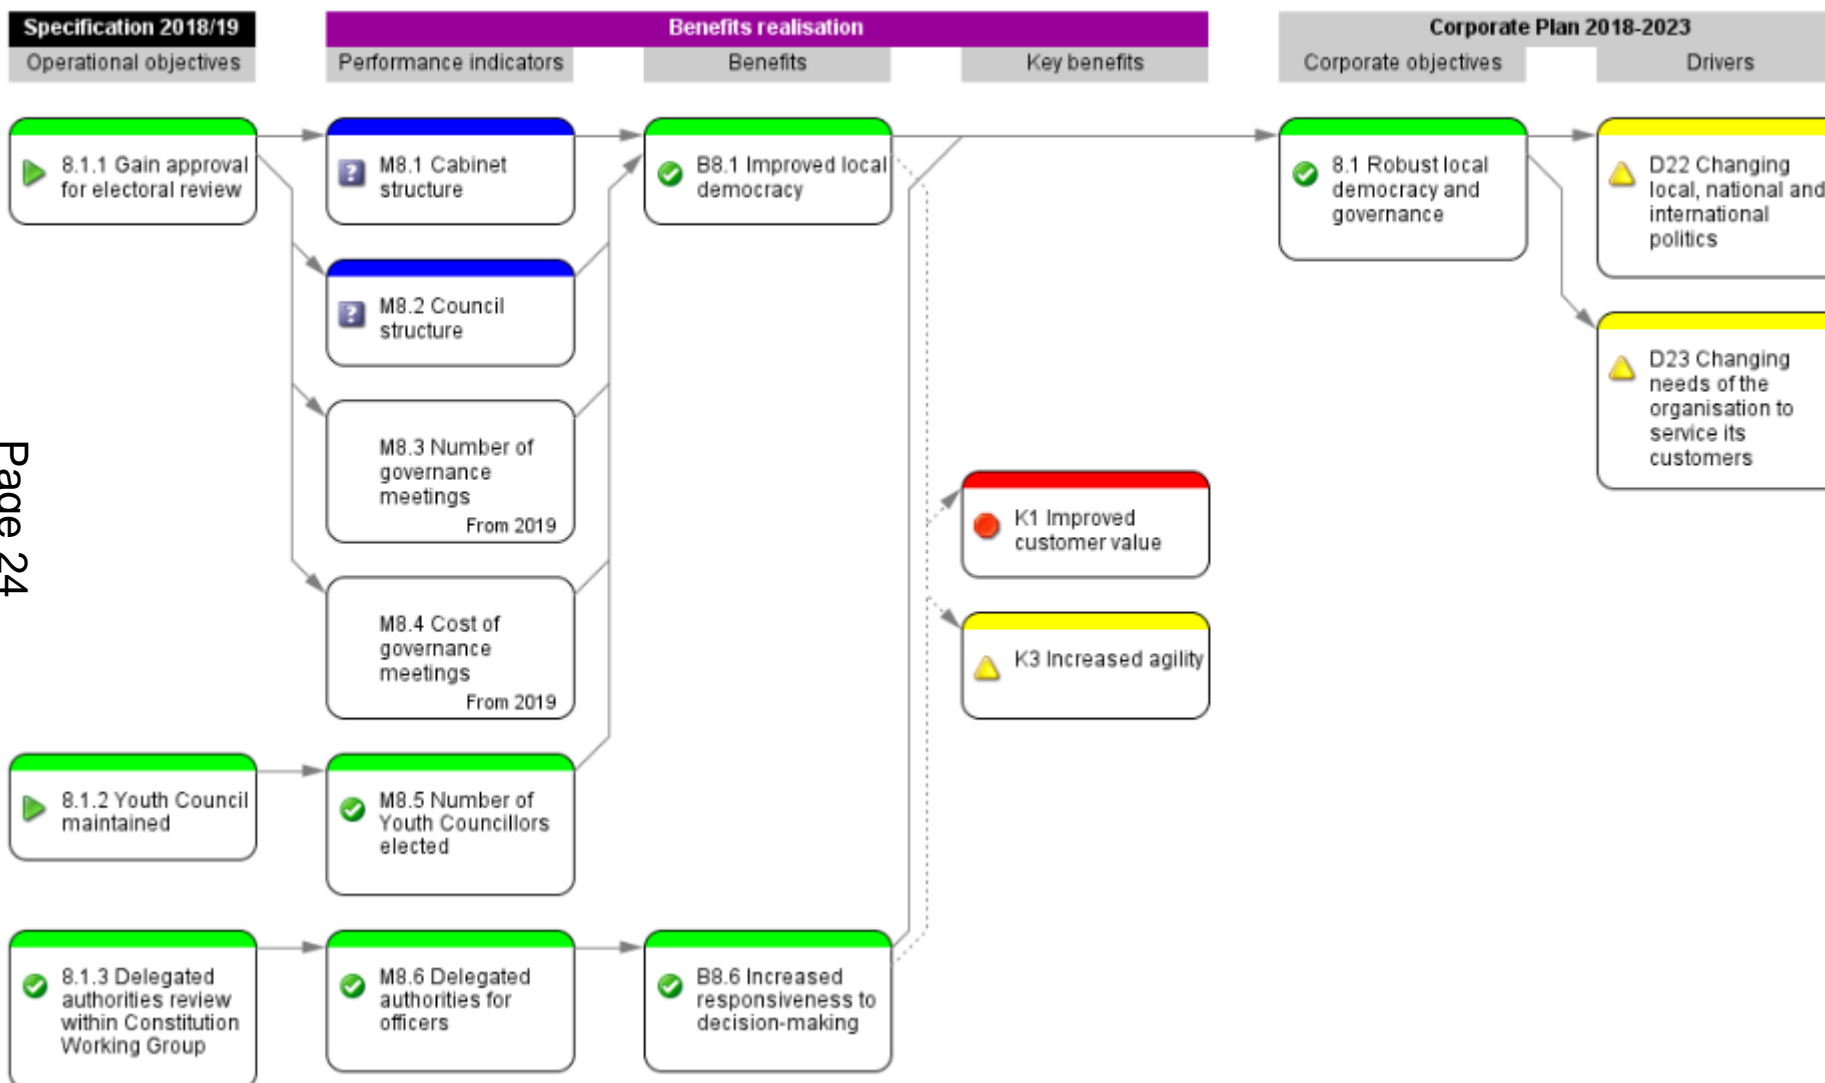 Specification 2018/19
Benefits realisation
Corporate Plan 2018-2023
Operational objectives
Performance indicators
Benefits
Key benefits
Corporate objectives
Drivers
8.1.1 Gain approval
for electoral review
M8.1 Cabinet
structure
B8.1 Improved local
democracy
8.1 Robust local
democracy and
governance
D22 Changing
local, national and
international
politics
M8.2 Council
structure
D23 Changing
needs of the
organisation to
service its
customers
M8.3 Number of
governance
meetings
From 2019
K1 Improved
customer value
M8.4 Cost of
governance
meetings
From 2019
K3 Increased agility
8.1.2 Youth Council
maintained
M8.5 Number of
Youth Councillors
elected
8.1.3 Delegated
authorities review
within Constitution
Working Group
M8.6 Delegated
authorities for
officers
B8.6 Increased
responsiveness to
decision-making
Page 24